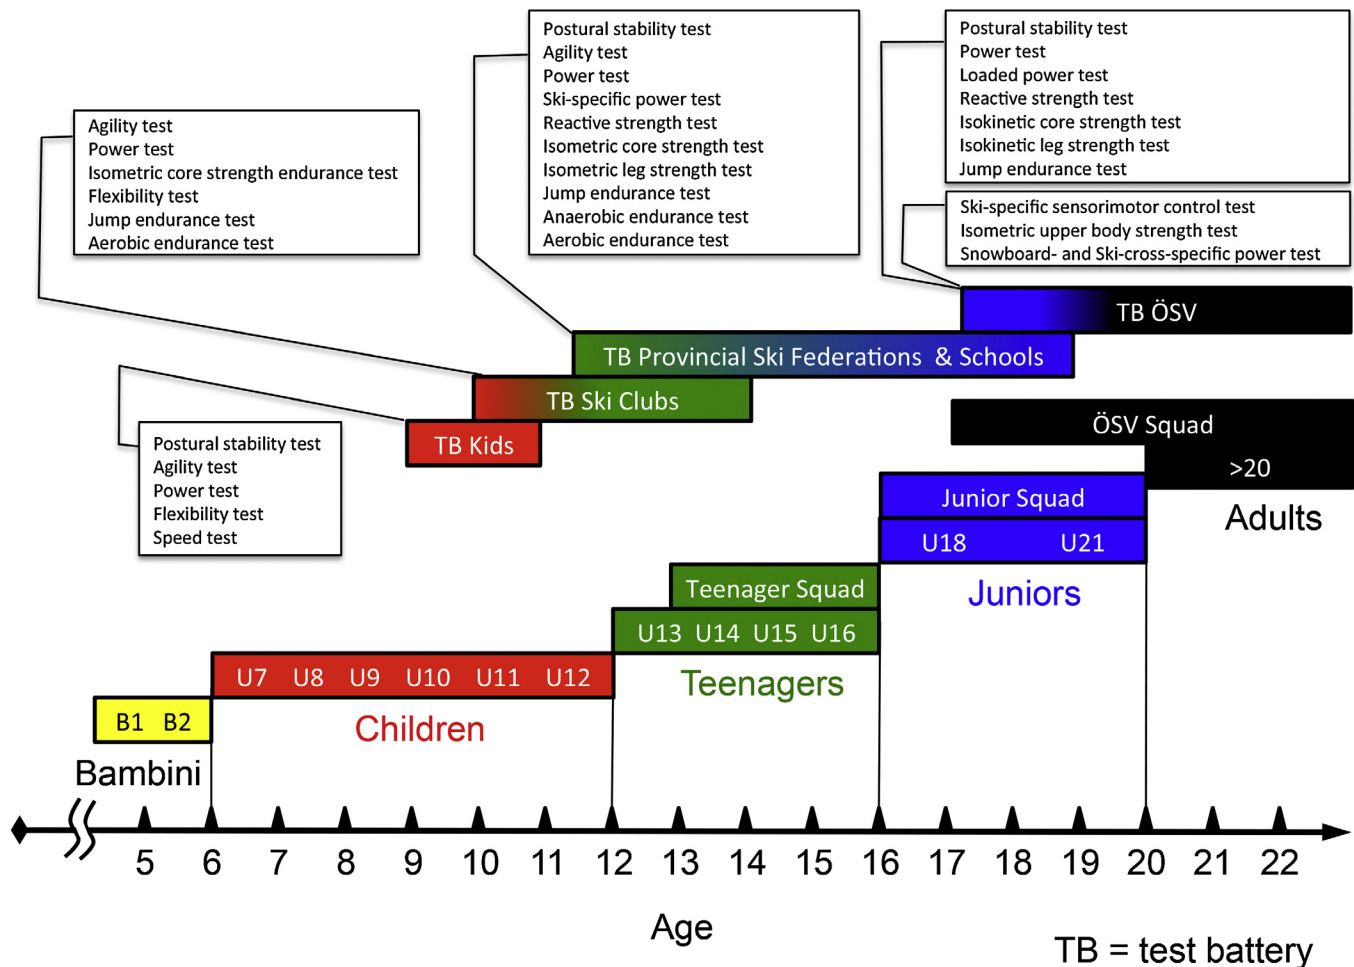 Postural stability test
Agility test
Power test
Ski-specific power test
Reactive strength test
Isometric core strength test
Isometric leg strength test
Jump endurance test
Anaerobic endurance test
Aerobic endurance test
Postural stability test
Power test
Loaded power test
Reactive strength test
Isokinetic core strength test
Isokinetic leg strength test
Jump endurance test
Agility test
Power test
Isometric core strength endurance test
Flexibility test
Jump endurance test
Aerobic endurance test
Ski-specific sensorimotor control test
Isometric upper body strength test
Snowboard- and Ski-cross-specific power test
TB ÖSV
TB Provincial Ski Federations & Schools
TB Ski Clubs
TB Kids
Postural stability test
Agility test
Power test
Flexibility test
Speed test
ÖSV Squad
>20
Adults
Junior Squad
U18 U21
Juniors
Teenager Squad
U13 U14 U15 U16
Teenagers
U7 U8 U9 U10 U11 U12
Children
B1 B2
Bambini
5 6 7 8 9 10 11 12 13 14 15 16 17 18 19 20 21 22
Age
TB = test battery